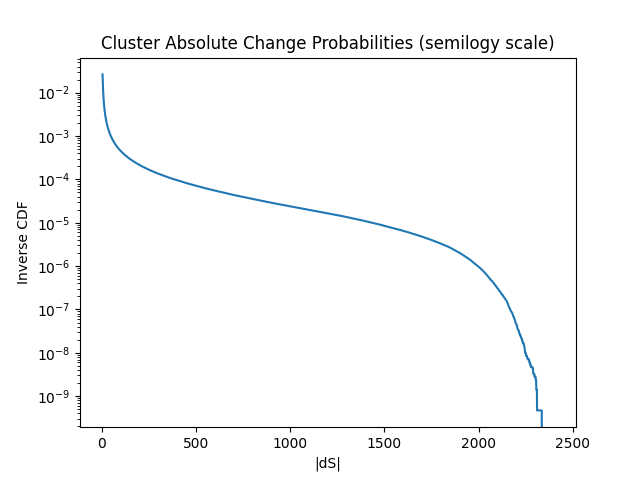 Cluster Absolute Change Probabilities (semilogy scale)
10⁻²
10⁻³
10⁻⁴
10⁻⁵
10⁻⁶
10⁻⁷
10⁻⁸
10⁻⁹
Inverse CDF
0 500 1000 1500 2000 2500
|dS|